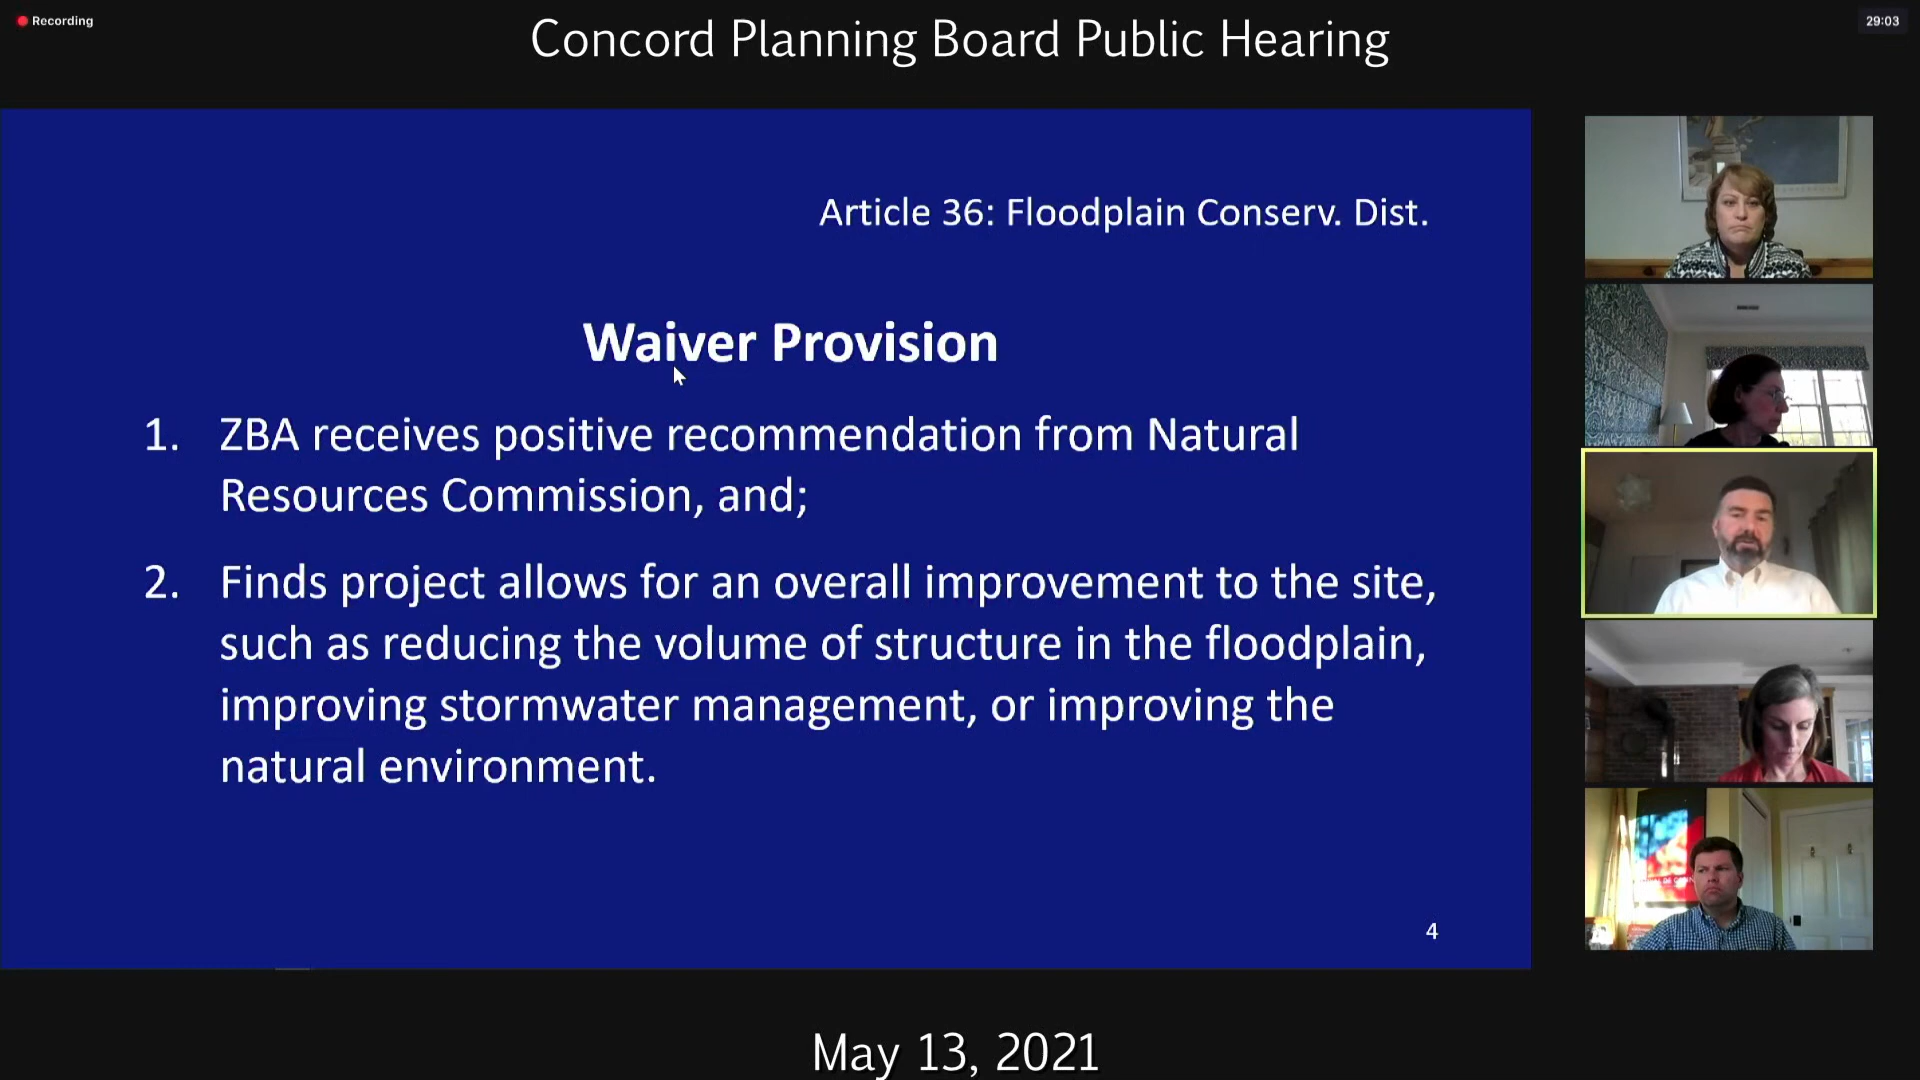 Recording
29:03
Concord Planning Board Public Hearing
Article 36: Floodplain Conserv. Dist.
Waiver Provision
1. ZBA receives positive recommendation from Natural
Resources Commission, and;
2. Finds project allows for an overall improvement to the site,
such as reducing the volume of structure in the floodplain,
improving stormwater management, or improving the
natural environment.
4
May 13, 2021